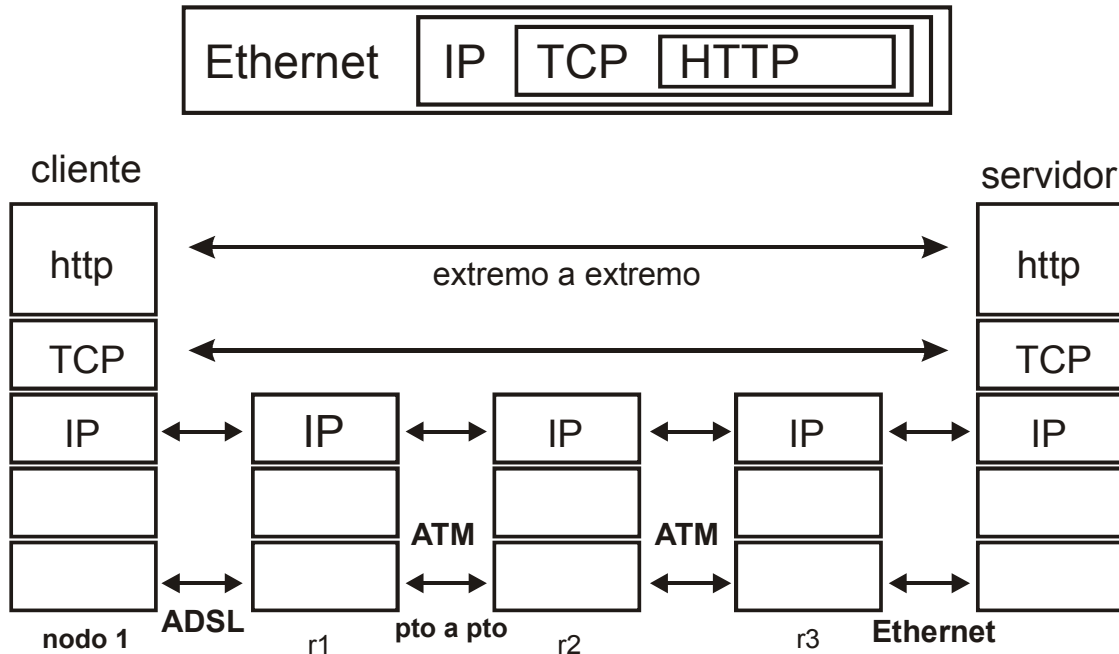 Ethernet IP TCP HTTP
cliente
servidor
http
http
extremo a extremo
TCP
TCP
IP
IP
IP
IP
IP
ATM
ATM
ADSL
pto a pto
Ethernet
nodo 1
r1
r2
r3